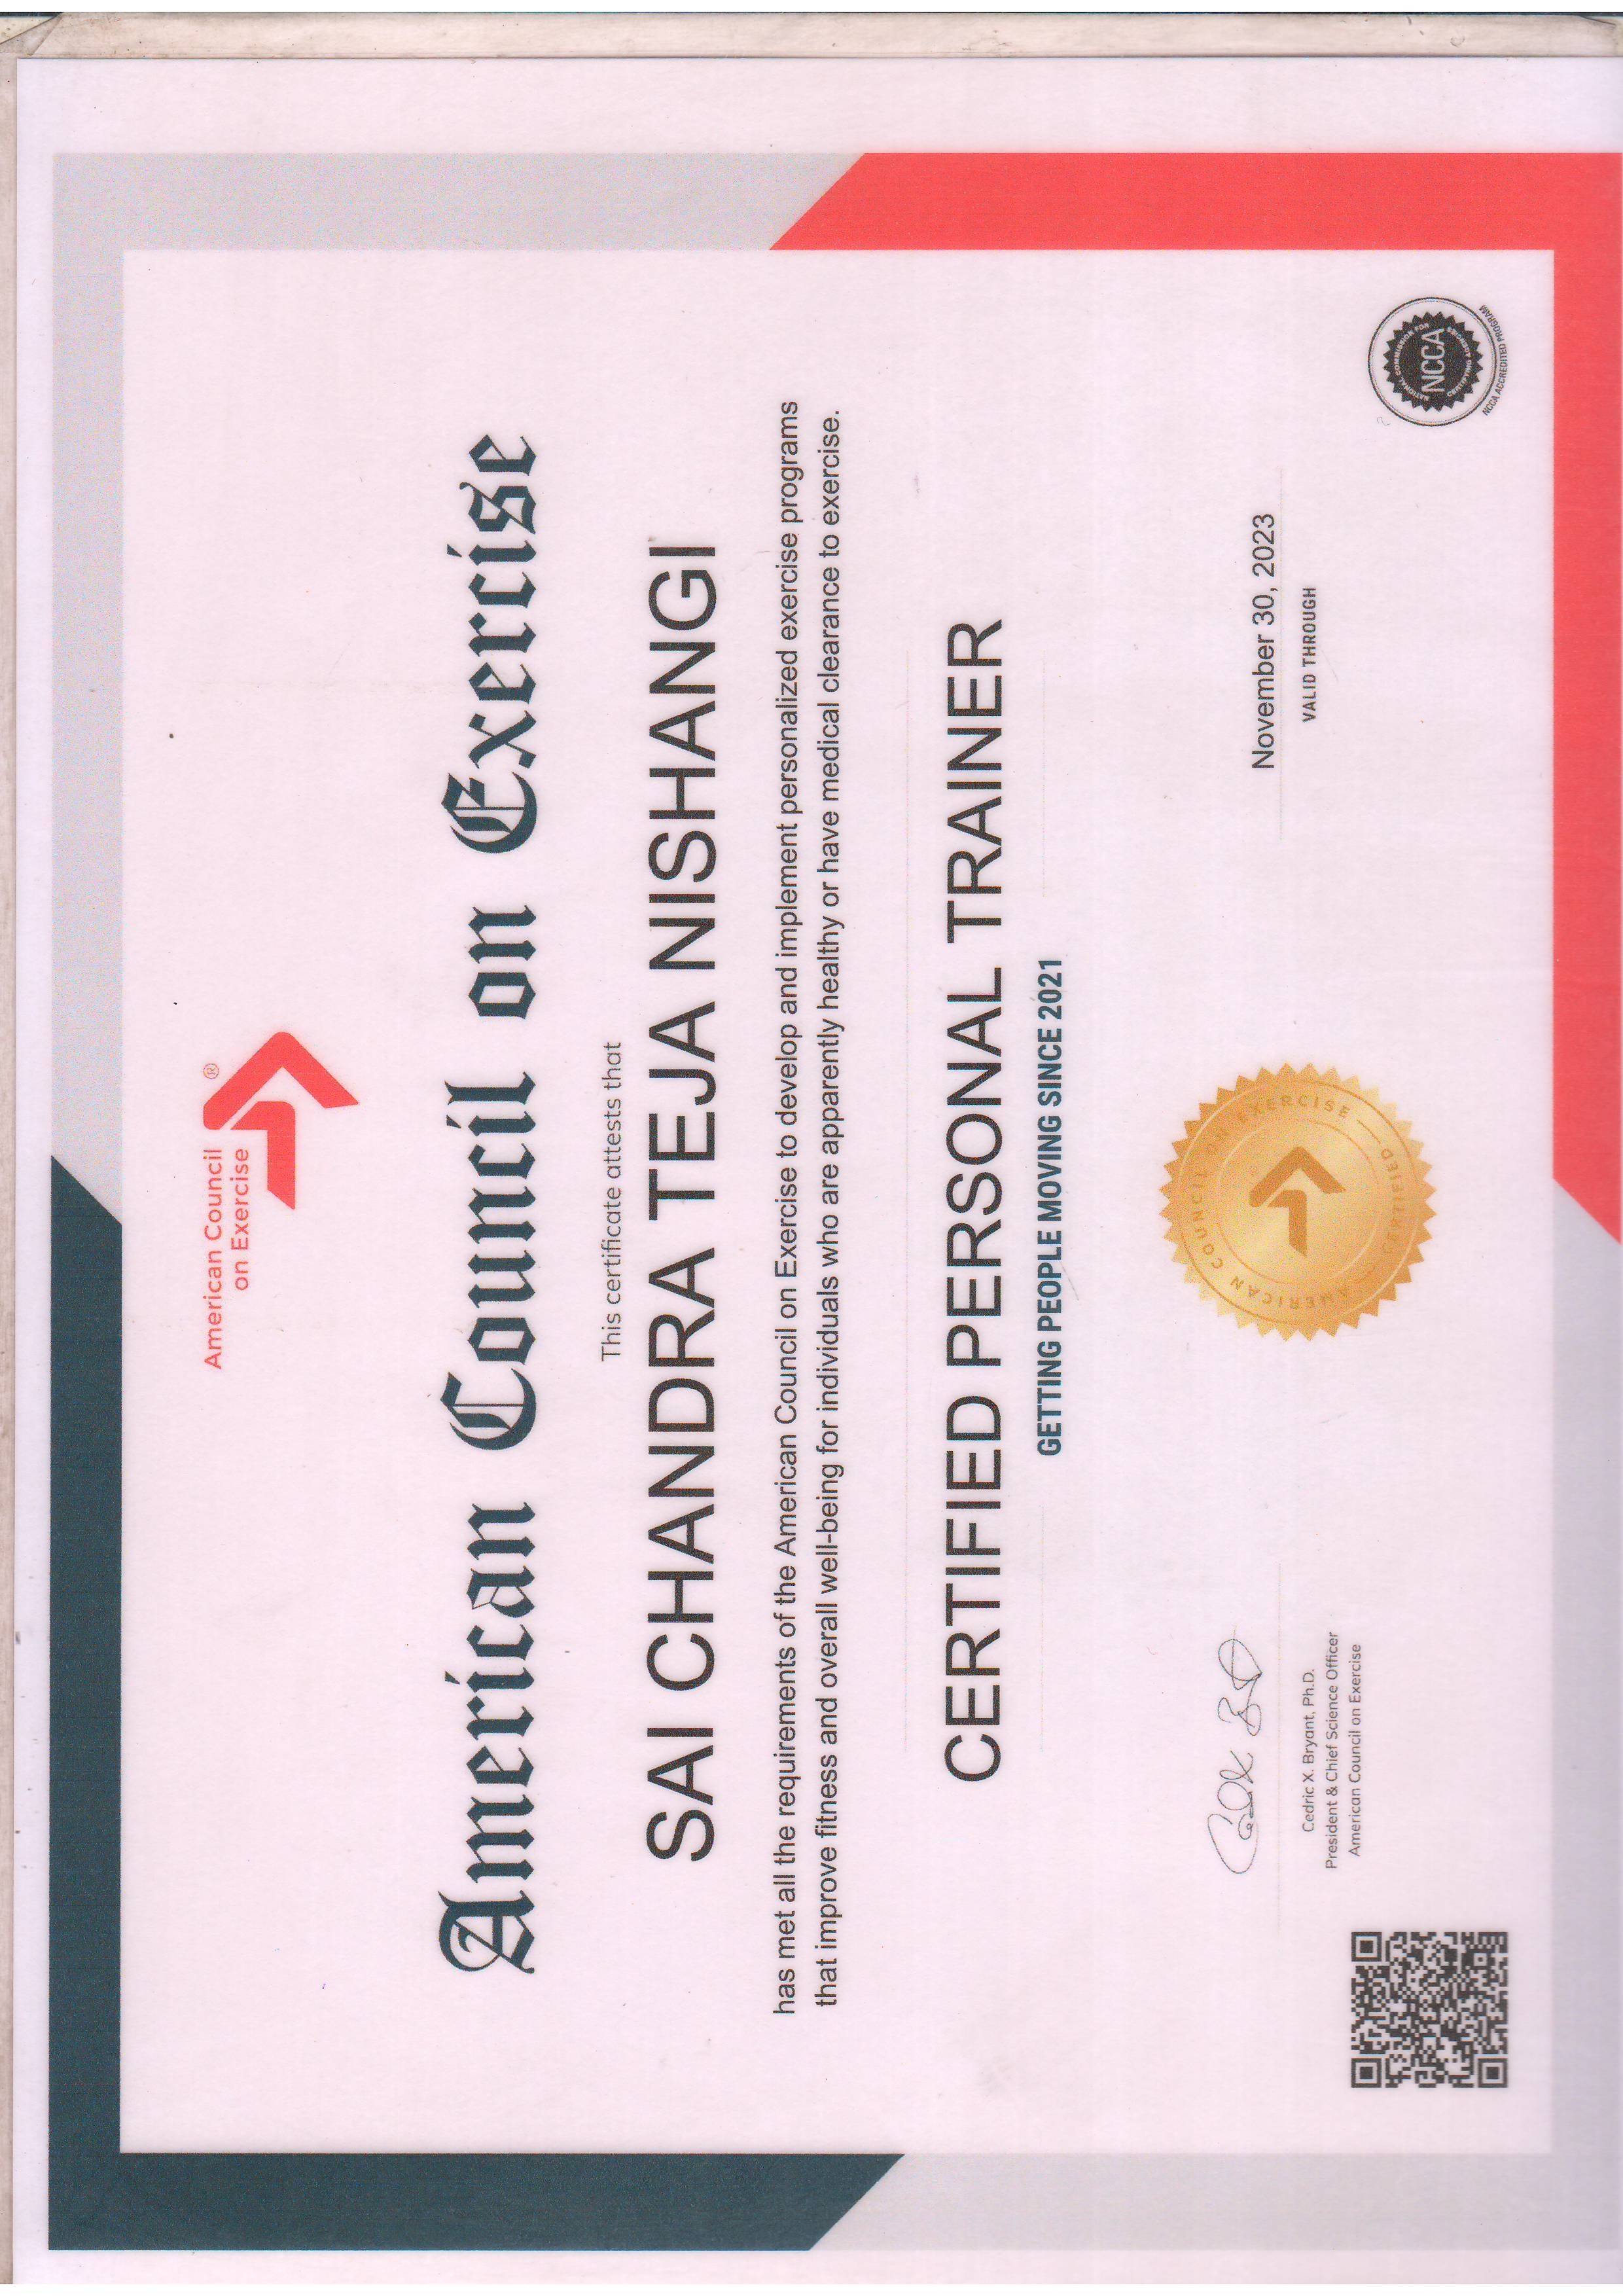 American Council
on Exercise
®
American Council on Exercise
This certificate attests that
SAI CHANDRA TEJA NISHANGI
has met all the requirements of the American Council on Exercise to develop and implement personalized exercise programs
that improve fitness and overall well-being for individuals who are apparently healthy or have medical clearance to exercise.
CERTIFIED PERSONAL TRAINER
GETTING PEOPLE MOVING SINCE 2021
Cedric X. Bryant, Ph.D.
President & Chief Science Officer
American Council on Exercise
AMERICAN COUNCIL ON EXERCISE
CERTIFIED
November 30, 2023
VALID THROUGH
NATIONAL COMMISSION FOR
NCCA
CERTIFYING AGENCIES
NCCA ACCREDITED PROGRAM